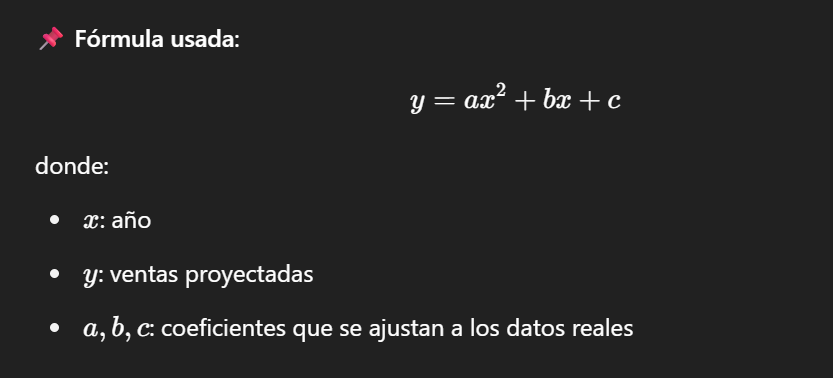 📌 Fórmula usada:
y = ax² + bx + c
donde:
• x: año
• y: ventas proyectadas
• a, b, c: coeficientes que se ajustan a los datos reales